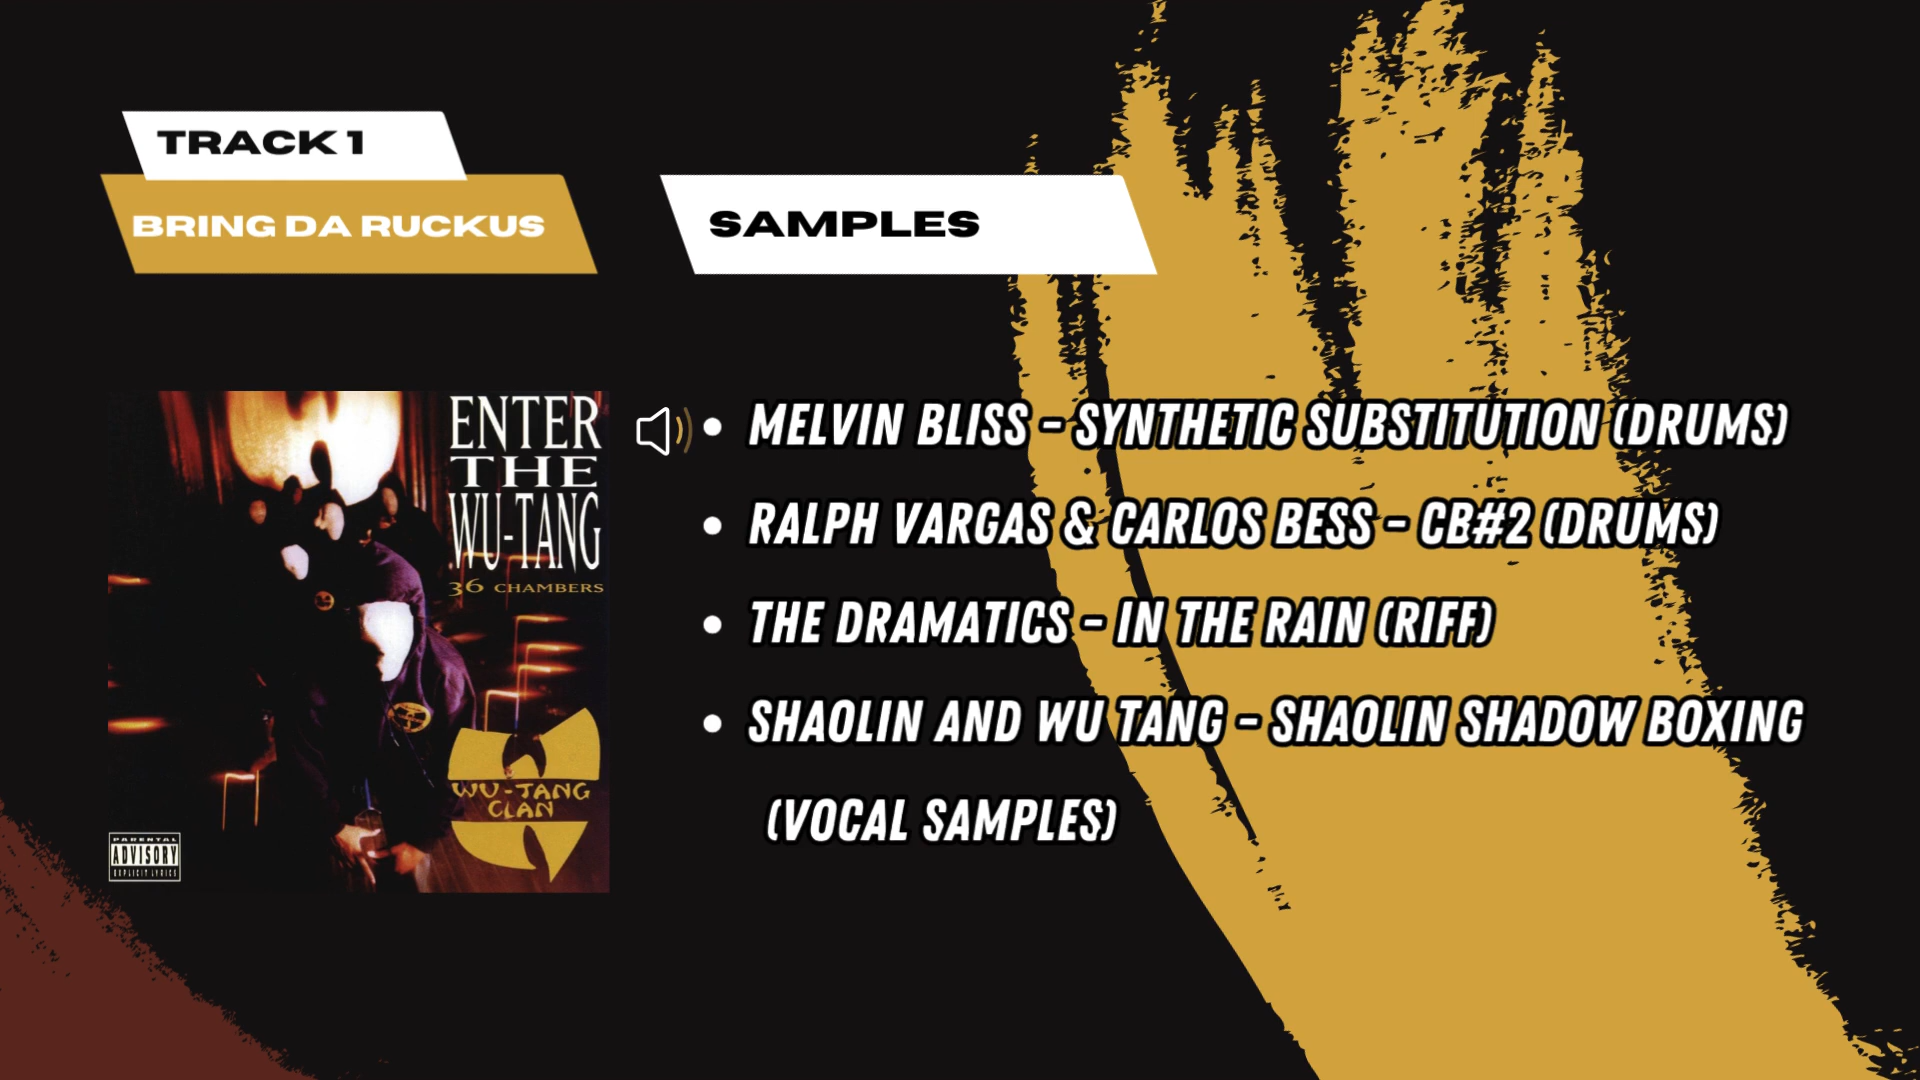 TRACK 1
BRING DA RUCKUS
SAMPLES
ENTER
THE
WU-TANG
36 CHAMBERS
WU-TANG
CLAN
PARENTAL
ADVISORY
EXPLICIT LYRICS
• MELVIN BLISS - SYNTHETIC SUBSTITUTION (DRUMS)
• RALPH VARGAS & CARLOS BESS - CB#2 (DRUMS)
• THE DRAMATICS - IN THE RAIN (RIFF)
• SHAOLIN AND WU TANG - SHAOLIN SHADOW BOXING
(VOCAL SAMPLES)